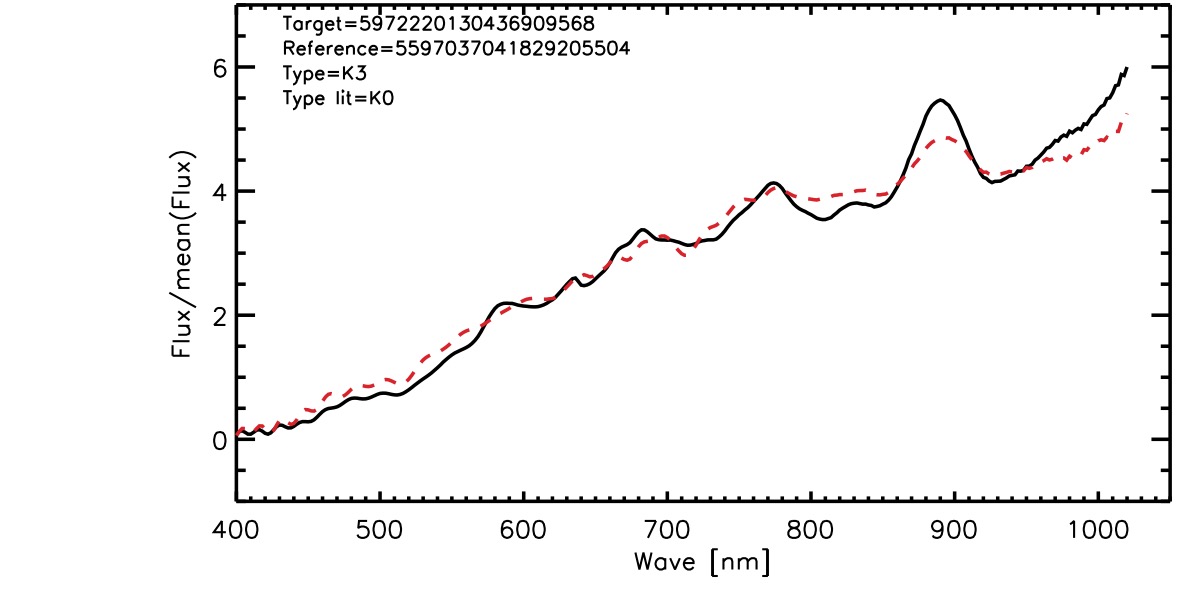 Target=5972220130436909568
Reference=5597037041829205504
Type=K3
Type lit=K0
6
4
2
0
Flux/mean(Flux)
400 500 600 700 800 900 1000
Wave [nm]